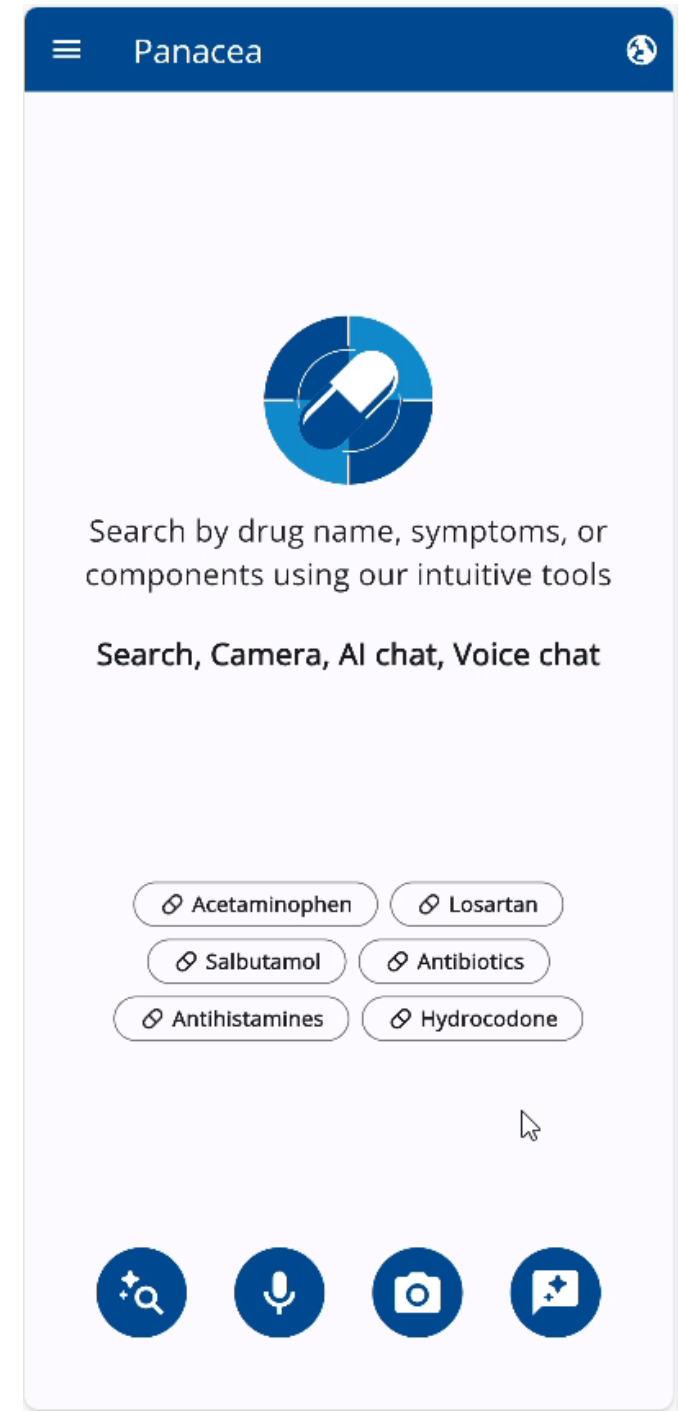 Panacea
Search by drug name, symptoms, or
components using our intuitive tools
Search, Camera, AI chat, Voice chat
Acetaminophen
Losartan
Salbutamol
Antibiotics
Antihistamines
Hydrocodone